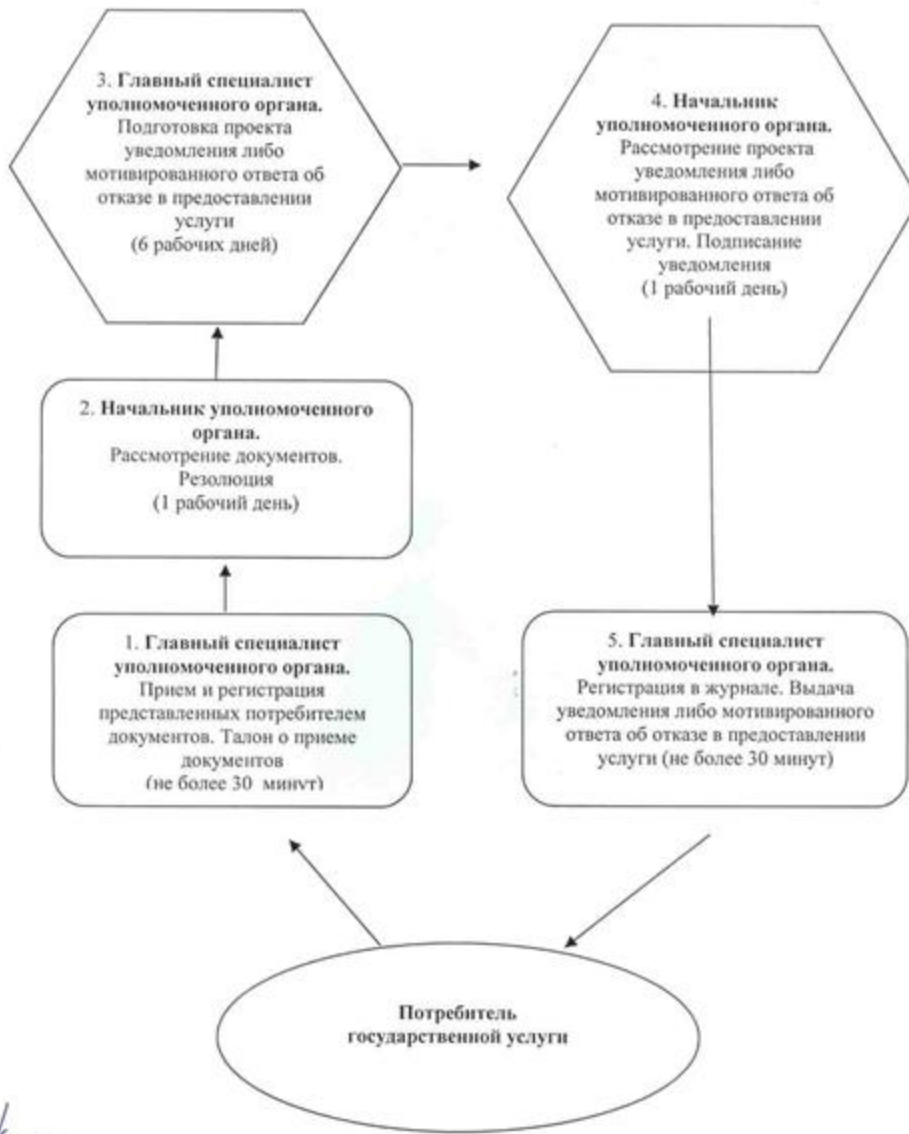 3. Главный специалист
уполномоченного органа.
Подготовка проекта
уведомления либо
мотивированного ответа об
отказе в предоставлении
услуги
(6 рабочих дней)
4. Начальник
уполномоченного органа.
Рассмотрение проекта
уведомления либо
мотивированного ответа об
отказе в предоставлении
услуги. Подписание
уведомления
(1 рабочий день)
2. Начальник уполномоченного
органа.
Рассмотрение документов.
Резолюция
(1 рабочий день)
1. Главный специалист
уполномоченного органа.
Прием и регистрация
представленных потребителем
документов. Талон о приеме
документов
(не более 30 минут)
5. Главный специалист
уполномоченного органа.
Регистрация в журнале. Выдача
уведомления либо мотивированного
ответа об отказе в предоставлении
услуги (не более 30 минут)
Потребитель
государственной услуги